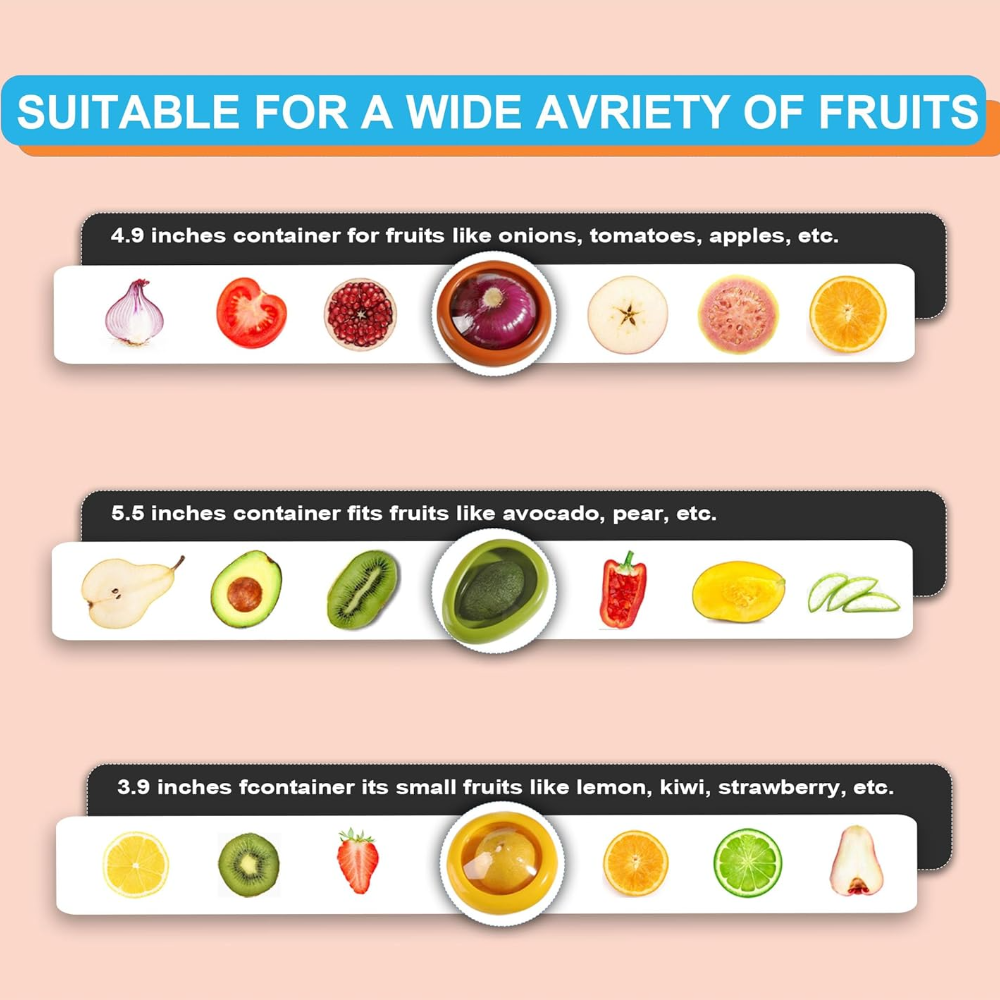 SUITABLE FOR A WIDE AVRIETY OF FRUITS
4.9 inches container for fruits like onions, tomatoes, apples, etc.
5.5 inches container fits fruits like avocado, pear, etc.
3.9 inches fcontainer its small fruits like lemon, kiwi, strawberry, etc.